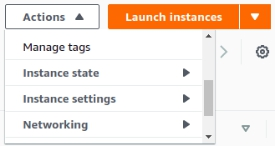 Actions
Launch instances
Manage tags
Instance state
Instance settings
Networking